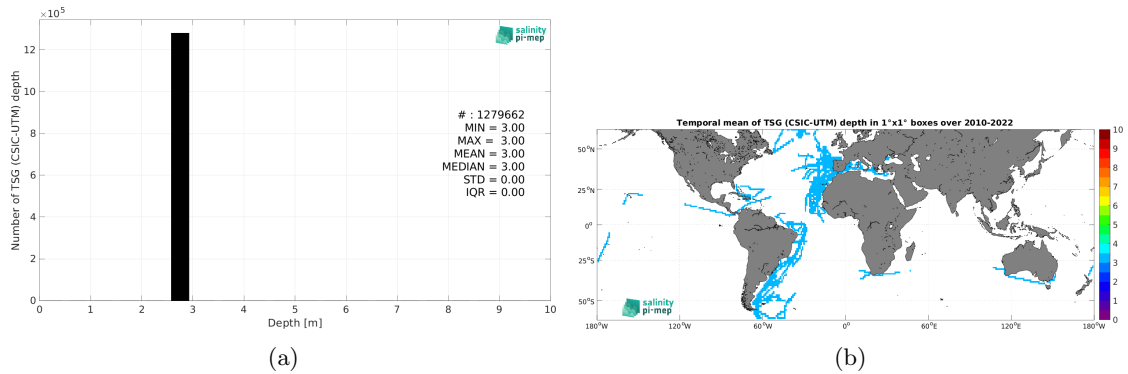 ×10⁵
12
10
8
6
4
2
0
Number of TSG (CSIC-UTM) depth
salinity
pi-mep
# : 1279662
MIN = 3.00
MAX = 3.00
MEAN = 3.00
MEDIAN = 3.00
STD = 0.00
IQR = 0.00
0 1 2 3 4 5 6 7 8 9 10
Depth [m]
(a)
Temporal mean of TSG (CSIC-UTM) depth in 1°x1° boxes over 2010-2022
50°N
25°N
0°
25°S
50°S
salinity
pi-mep
180°W 120°W 60°W 0° 60°E 120°E 180°E
10
9
8
7
6
5
4
3
2
1
0
(b)